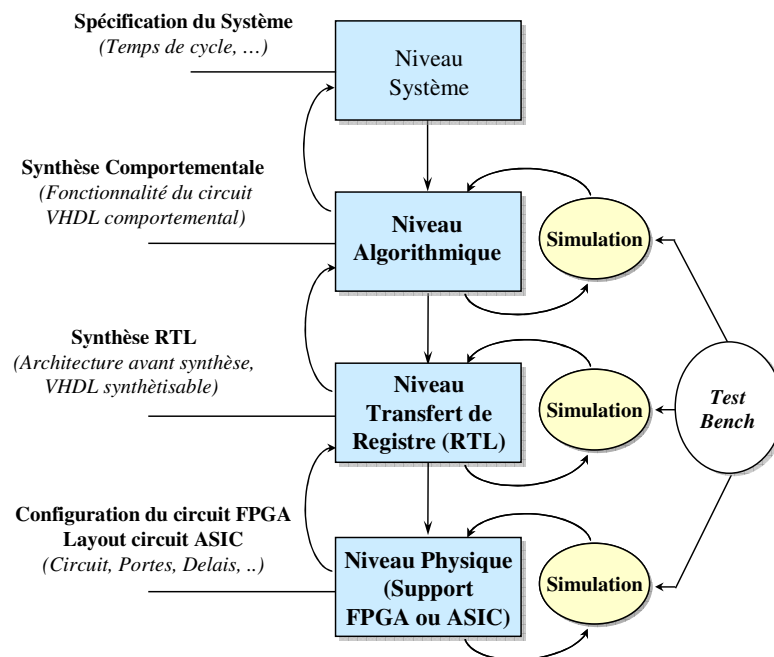 Spécification du Système
(Temps de cycle, …)
Niveau
Système
Synthèse Comportementale
(Fonctionnalité du circuit
VHDL comportemental)
Niveau
Algorithmique
Simulation
Synthèse RTL
(Architecture avant synthèse,
VHDL synthètisable)
Niveau
Transfert de
Registre (RTL)
Simulation
Test
Bench
Configuration du circuit FPGA
Layout circuit ASIC
(Circuit, Portes, Delais, ..)
Niveau Physique
(Support
FPGA ou ASIC)
Simulation